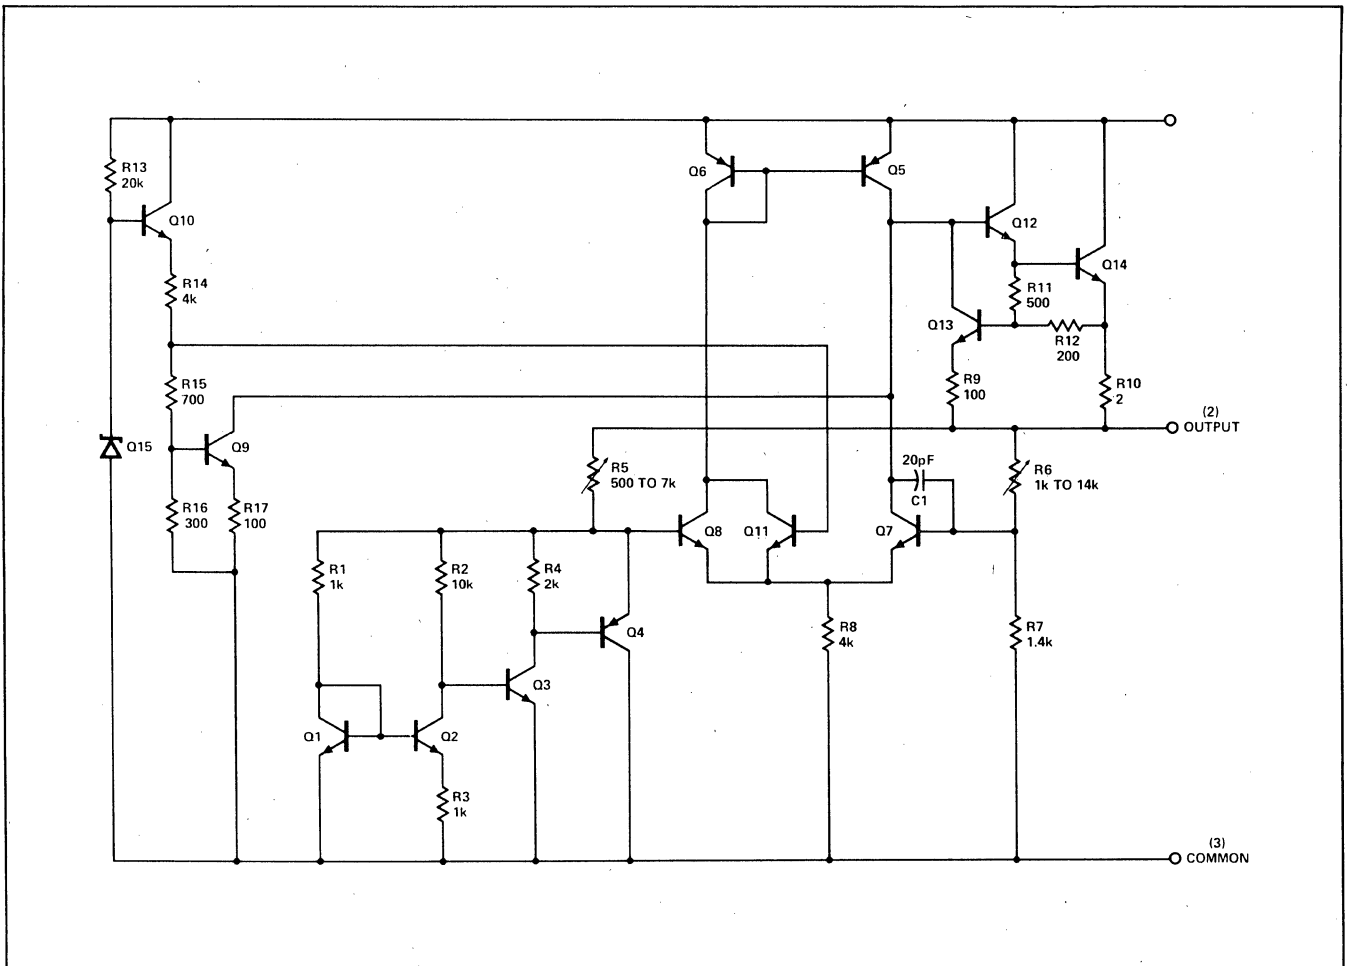 R13
20k
Q10
R14
4k
R15
700
Q15
Q9
R16
300
R17
100
Q6
Q5
Q12
Q14
R11
500
Q13
R12
200
R9
100
R10
2
(2)
OUTPUT
R5
500 TO 7k
20pF
C1
R6
1k TO 14k
Q8
Q11
Q7
R1
1k
R2
10k
R4
2k
Q4
R8
4k
R7
1.4k
Q3
Q1
Q2
R3
1k
(3)
COMMON